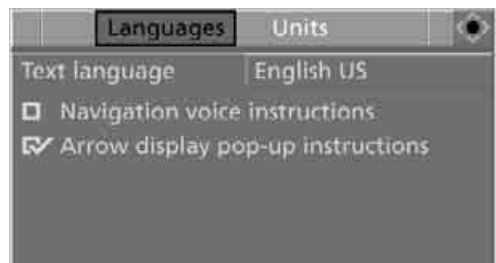 Languages Units
Text language English US
Navigation voice instructions
Arrow display pop-up instructions